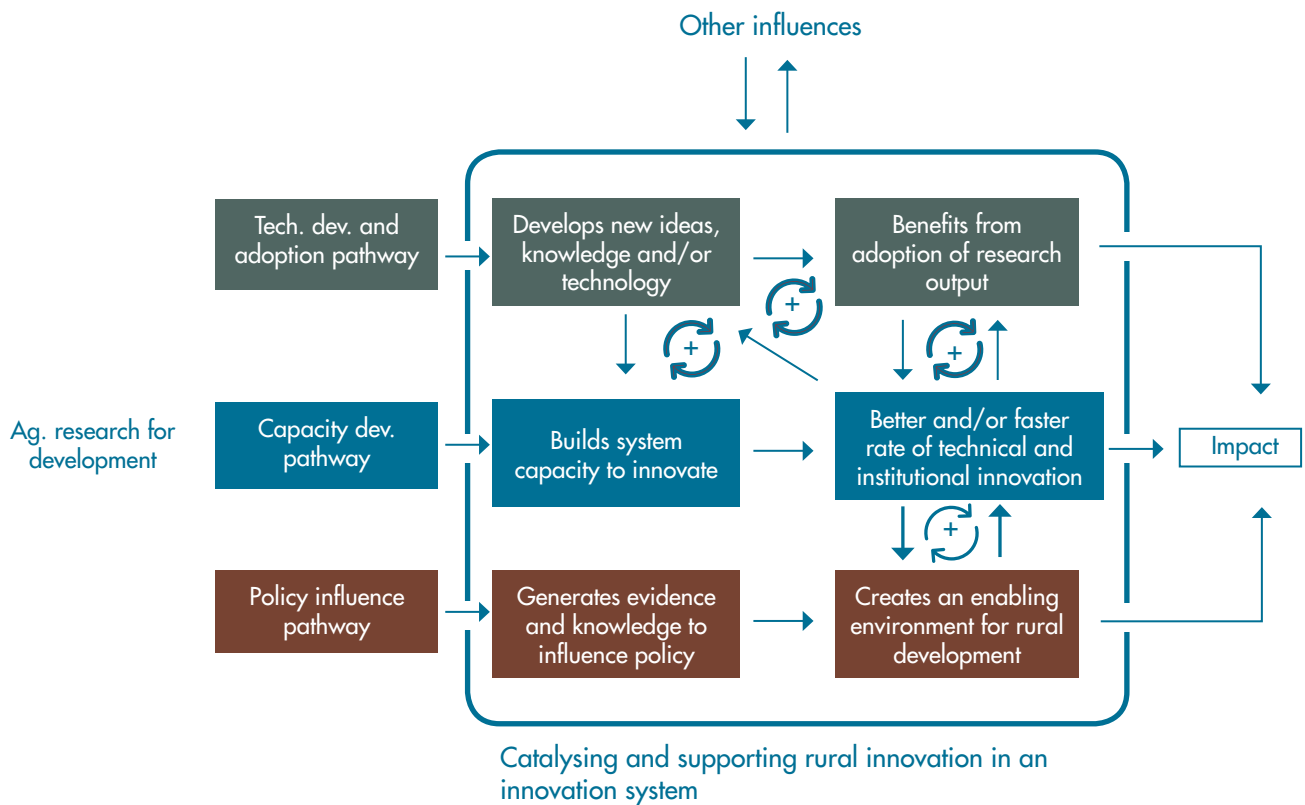 Other influences
Tech. dev. and
adoption pathway
Develops new ideas,
knowledge and/or
technology
Benefits from
adoption of research
output
+
+
+
Ag. research for
development
Capacity dev.
pathway
Builds system
capacity to innovate
Better and/or faster
rate of technical and
institutional innovation
Impact
+
Policy influence
pathway
Generates evidence
and knowledge to
influence policy
Creates an enabling
environment for rural
development
Catalysing and supporting rural innovation in an
innovation system